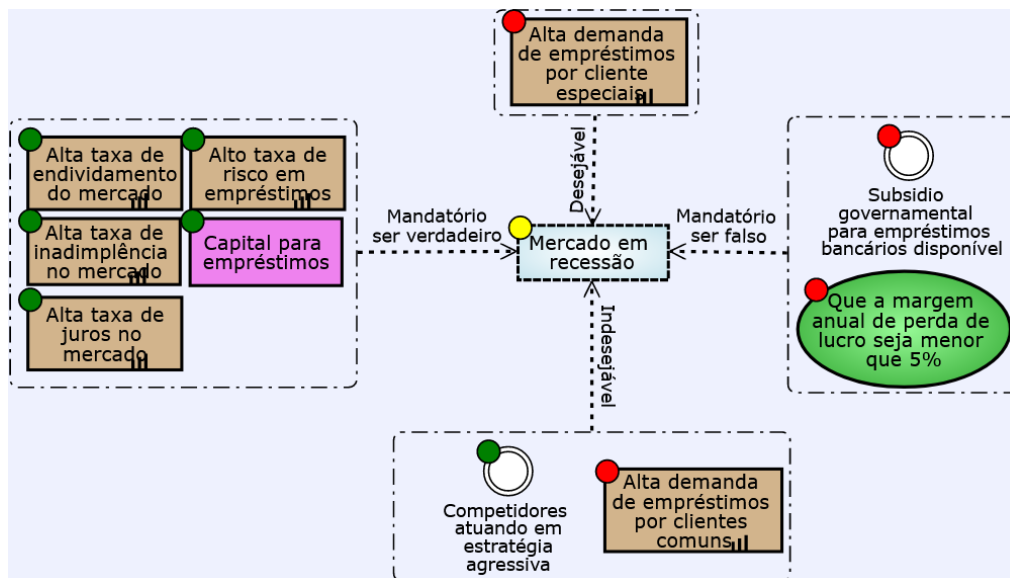 Alta demanda
de empréstimos
por cliente
especiais
Desejável
Alta taxa de
endividamento
do mercado
Alto taxa de
risco em
empréstimos
Alta taxa de
inadimplência
no mercado
Capital para
empréstimos
Alta taxa de
juros no
mercado
Mandatório
ser verdadeiro
Mercado em
recessão
Mandatório
ser falso
Subsidio
governamental
para empréstimos
bancários disponível
Que a margem
anual de perda de
lucro seja menor
que 5%
Indesejável
Competidores
atuando em
estratégia
agressiva
Alta demanda
de empréstimos
por clientes
comuns